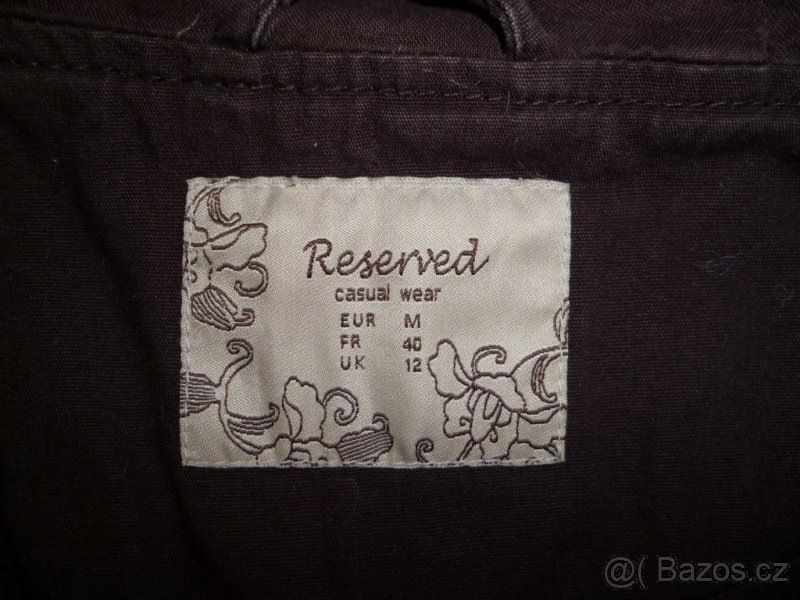 Reserved
casual wear
EUR M
FR 40
UK 12
@( Bazos.cz